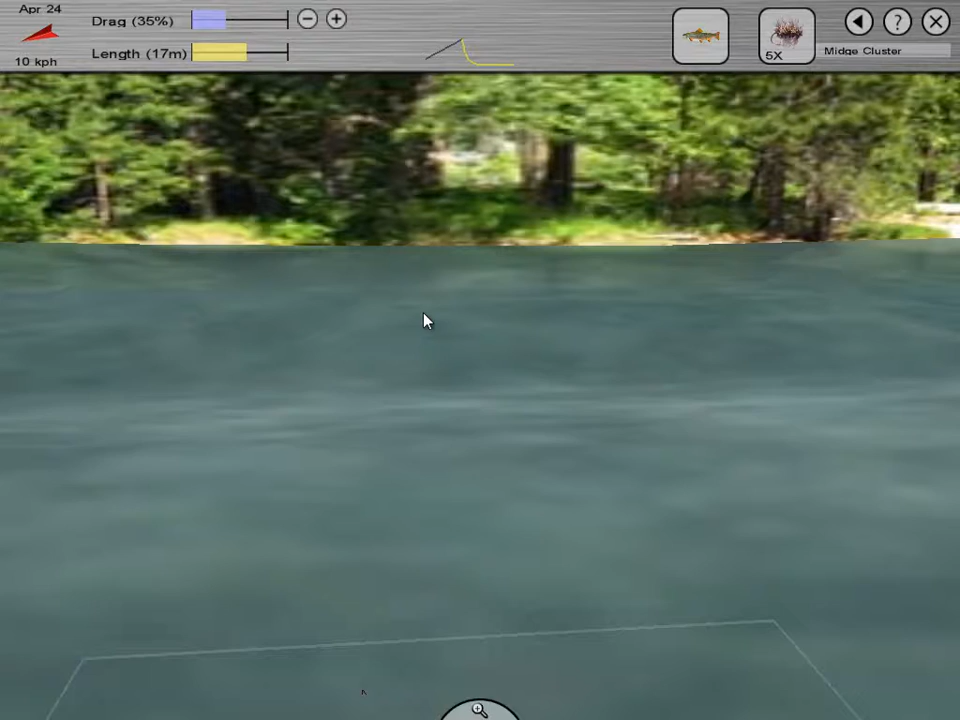 Apr 24
10 kph
Drag (35%)
Length (17m)
5X
Midge Cluster
?